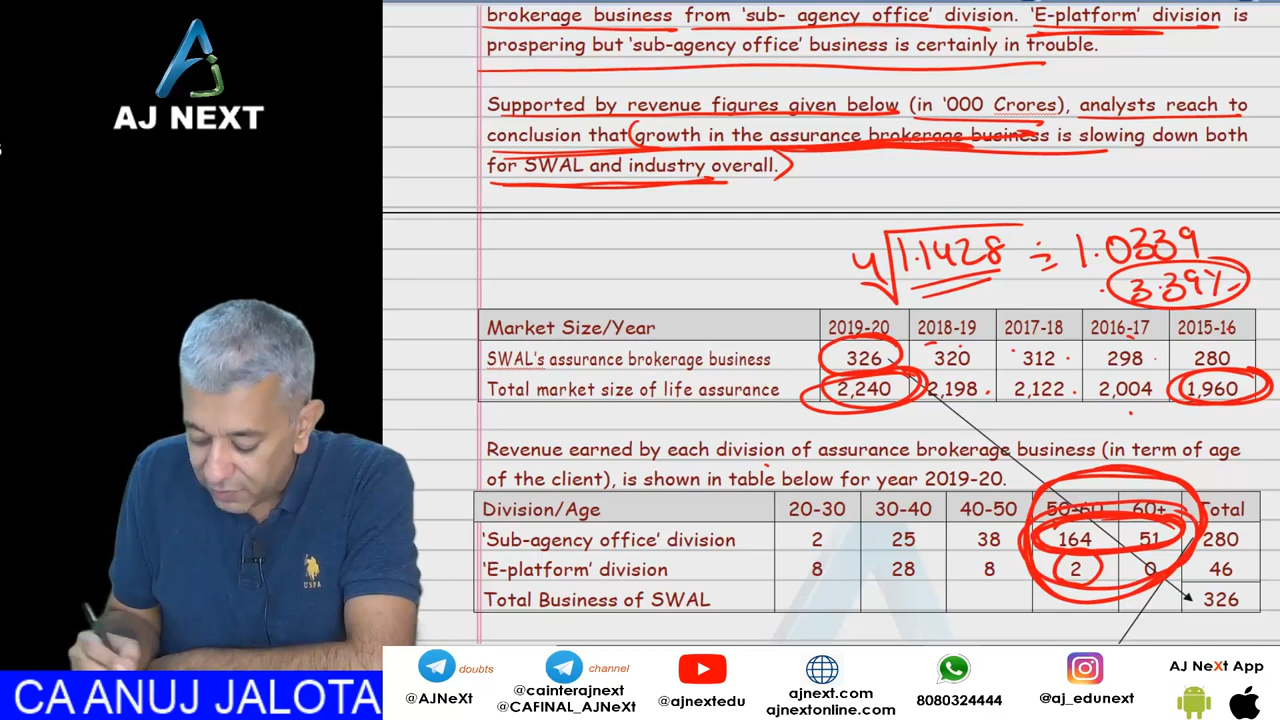 brokerage business from ‘sub- agency office’ division. ‘E-platform’ division is
prospering but ‘sub-agency office’ business is certainly in trouble.
AJ NEXT
Supported by revenue figures given below (in ‘000 Crores), analysts reach to
conclusion that growth in the assurance brokerage business is slowing down both
for SWAL and industry overall.
4√1.1428 = 1.0339
3.39%
Market Size/Year 2019-20 2018-19 2017-18 2016-17 2015-16
SWAL's assurance brokerage business 326 320 312 298 280
Total market size of life assurance 2,240 2,198 2,122 2,004 1,960
Revenue earned by each division of assurance brokerage business (in term of age
of the client), is shown in table below for year 2019-20.
Division/Age 20-30 30-40 40-50 50-60 60+ Total
‘Sub-agency office’ division 2 25 38 164 51 280
‘E-platform’ division 8 28 8 2 0 46
Total Business of SWAL 326
USPA
CA ANUJ JALOTA
doubts
@AJNeXt
channel
@cainterajnext
@CAFINAL_AJNeXt
@ajnextedu
ajnext.com
ajnextonline.com
8080324444
@aj_edunext
AJ NeXt App